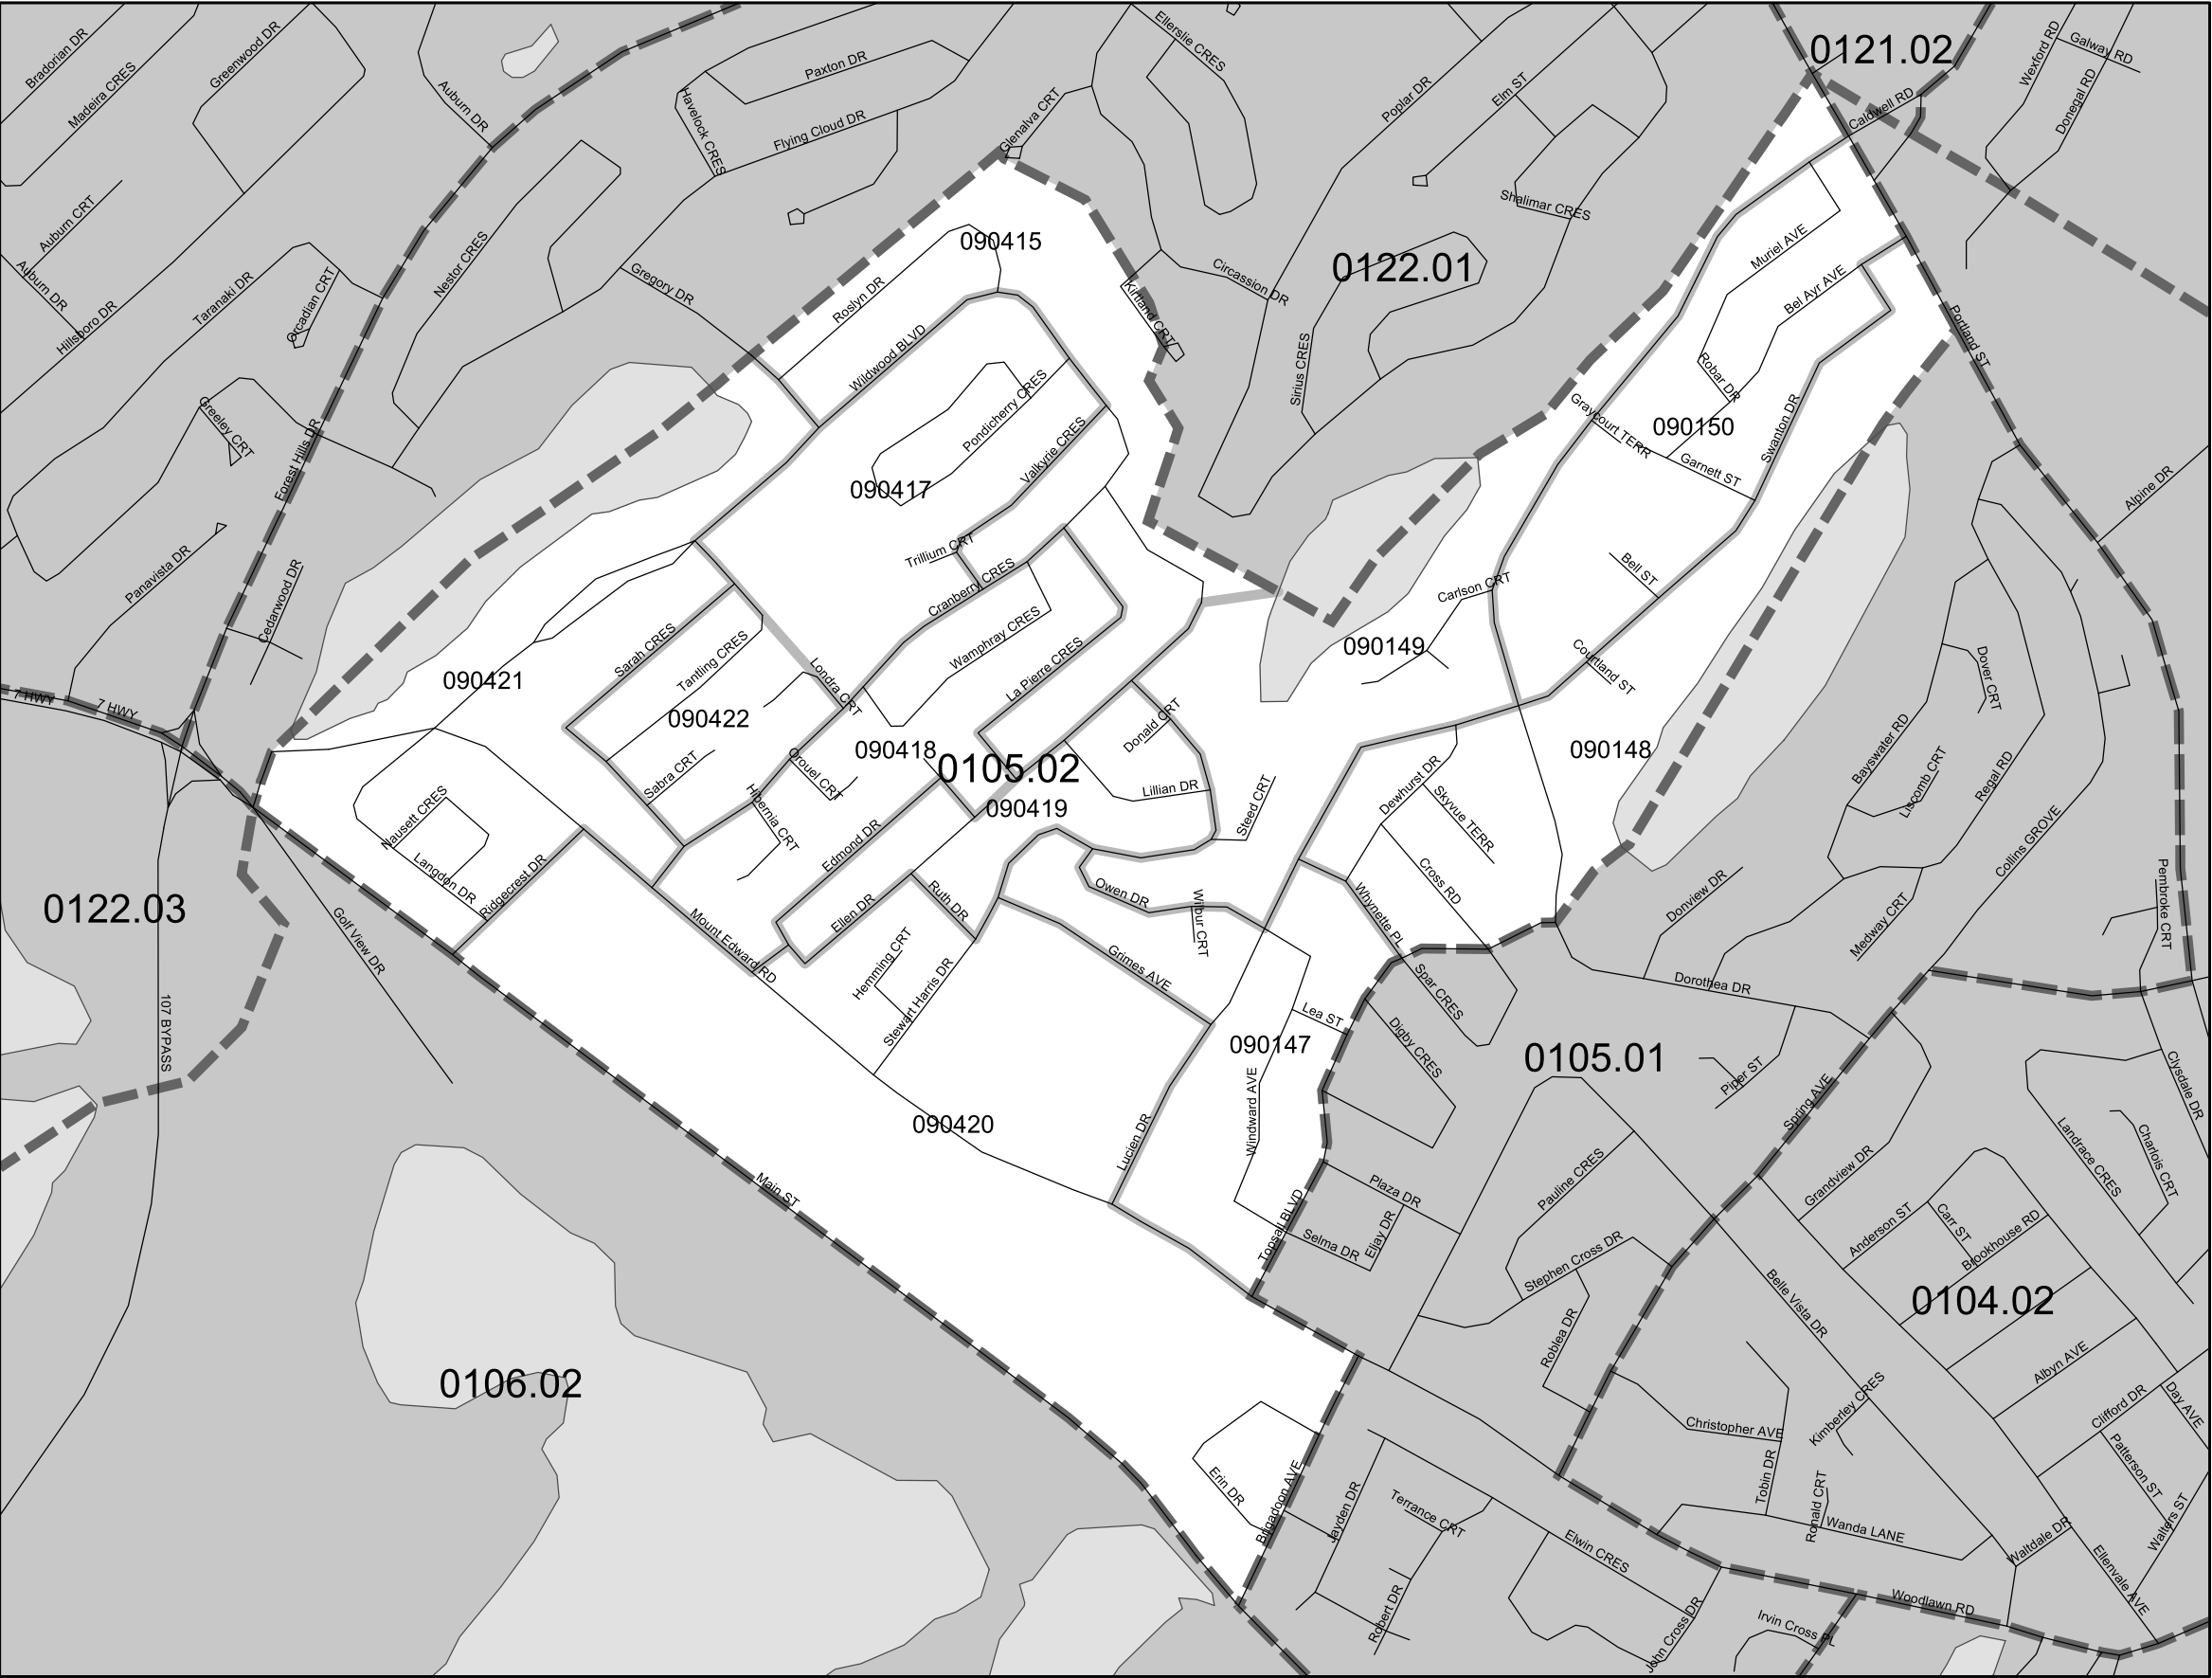 0121.02
Bradorian DR
Madeira CRES
Greenwood DR
Auburn DR
Paxton DR
Havelock CRES
Flying Cloud DR
Glenalva CRT
Ellerslie CRES
Poplar DR
Elm ST
Caldwell RD
Wexford RD
Galway RD
Donegal RD
Auburn CRT
Auburn DR
Hillsboro DR
Taranaki DR
Orcadian CRT
Nestor CRES
Gregory DR
Roslyn DR
090415
Kirtland CRT
Circassion DR
0122.01
Shalimar CRES
Muriel AVE
Bel Ayr AVE
Portland ST
Wildwood BLVD
Sirius CRES
Robar DR
Greeley CRT
Forest Hills DR
Pondicherry CRES
Valkyrie CRES
090417
Graycourt TERR
090150
Garnett ST
Swanton DR
Alpine DR
Panavista DR
Cedarwood DR
Trillium CRT
Cranberry CRES
Carlson CRT
Bell ST
Sarah CRES
Tantling CRES
Wamphray CRES
La Pierre CRES
Londra CRT
090421
090422
090149
Courtland ST
Dover CRT
7 HWY
7 HWY
Sabra CRT
Orouel CRT
090418
0105.02
090419
Donald CRT
Lillian DR
Steed CRT
090148
Dewhurst DR
Skyvue TERR
Bayswater RD
Liscomb CRT
Regal RD
Collins GROVE
Nausett CRES
Langdon DR
Ridgecrest DR
Hibernia CRT
Edmond DR
Ellen DR
Ruth DR
Owen DR
Wilbur CRT
Whynette PL
Cross RD
Donview DR
Medway CRT
Pembroke CRT
0122.03
Golf View DR
107 BYPASS
Mount Edward RD
Hemming CRT
Stewart Harris DR
Grimes AVE
Spar CRES
Dorothea DR
Lea ST
090147
Digby CRES
0105.01
Piper ST
Spring AVE
Clysdale DR
Landrace CRES
Charlois CRT
090420
Lucien DR
Windward AVE
Main ST
Topsail BLVD
Plaza DR
Selma DR
Eljay DR
Pauline CRES
Stephen Cross DR
Grandview DR
Anderson ST
Carr ST
Brookhouse RD
Belle Vista DR
0104.02
0106.02
Roblea DR
Albyn AVE
Clifford DR
Day AVE
Christopher AVE
Kimberley CRES
Tobin DR
Ronald CRT
Patterson ST
Walters ST
Erin DR
Brigadoon AVE
Jayden DR
Terrance CRT
Elwin CRES
Wanda LANE
Waltdale DR
Ellenvale AVE
Robert DR
John Cross DR
Irvin Cross PL
Woodlawn RD